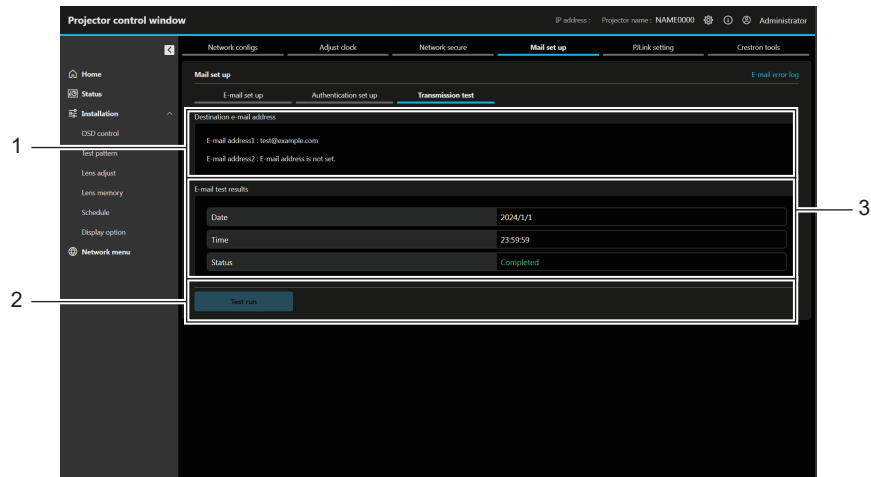 Projector control window
IP address :
Projector name : NAME0000
Administrator
Network configs
Adjust clock
Network secure
Mail set up
PJLink setting
Crestron tools
Home
Status
Installation
OSD control
Test pattern
Lens adjust
Lens memory
Schedule
Display option
Network menu
Mail set up
E-mail error log
E-mail set up
Authentication set up
Transmission test
1
Destination e-mail address
E-mail address1 : test@example.com
E-mail address2 : E-mail address is not set.
E-mail test results
3
Date 2024/1/1
Time 23:59:59
Status Completed
2
Test run